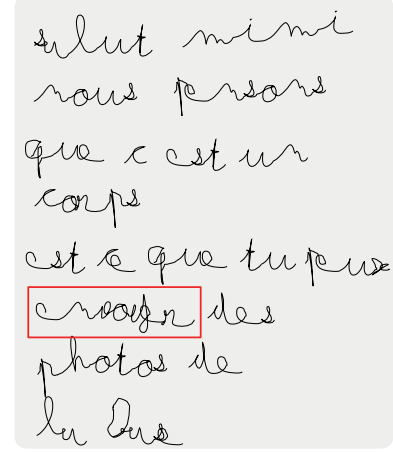 salut mimi
nous pensons
que c est un
corps
est ce que tu peux
envoyer des
photos de
la